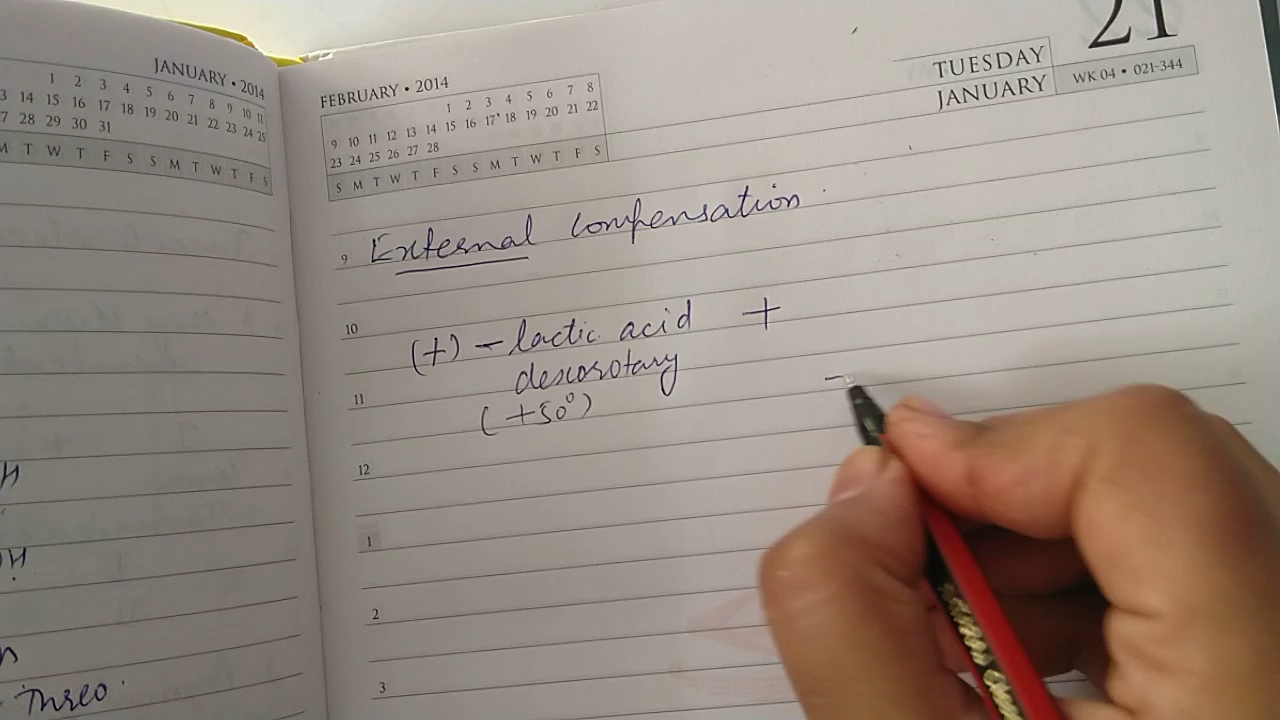 JANUARY • 2014
1 2 3 4 5 6 7 8 9 10 11
3 14 15 16 17 18 19 20 21 22 23 24 25
7 28 29 30 31
M T W T F S S M T W T F S
H
OH
Threo
FEBRUARY • 2014
1 2 3 4 5 6 7 8
9 10 11 12 13 14 15 16 17 18 19 20 21 22
23 24 25 26 27 28
S M T W T F S S M T W T F S
21
TUESDAY
JANUARY
WK 04 • 021-344
9 External Compensation
10 (+) - lactic acid +
11 dexorotary
(+50°)
12
1
2
3